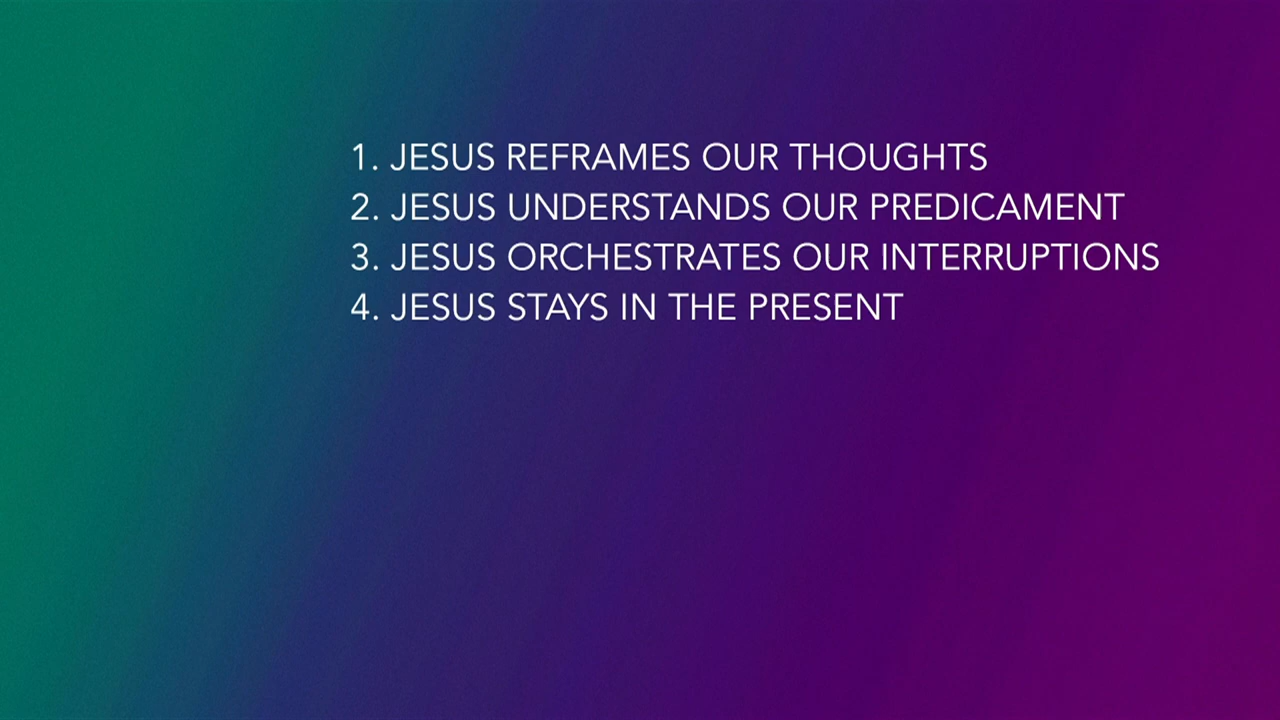 1. JESUS REFRAMES OUR THOUGHTS
2. JESUS UNDERSTANDS OUR PREDICAMENT
3. JESUS ORCHESTRATES OUR INTERRUPTIONS
4. JESUS STAYS IN THE PRESENT